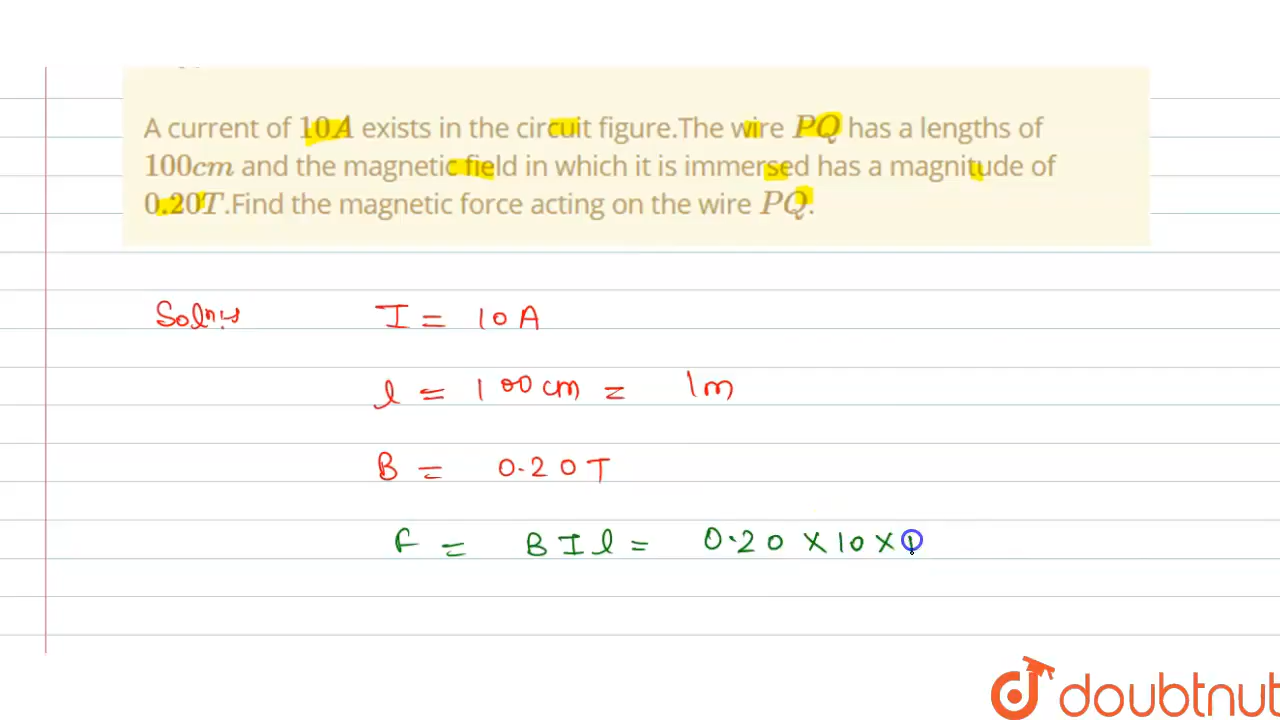 A current of 10A exists in the circuit figure.The wire PQ has a lengths of
100cm and the magnetic field in which it is immersed has a magnitude of
0.20T.Find the magnetic force acting on the wire PQ.
Soln:→ I = 10 A
l = 100 cm = 1m
B = 0.20 T
F = B I l = 0.20 × 10 × 1
doubtnut